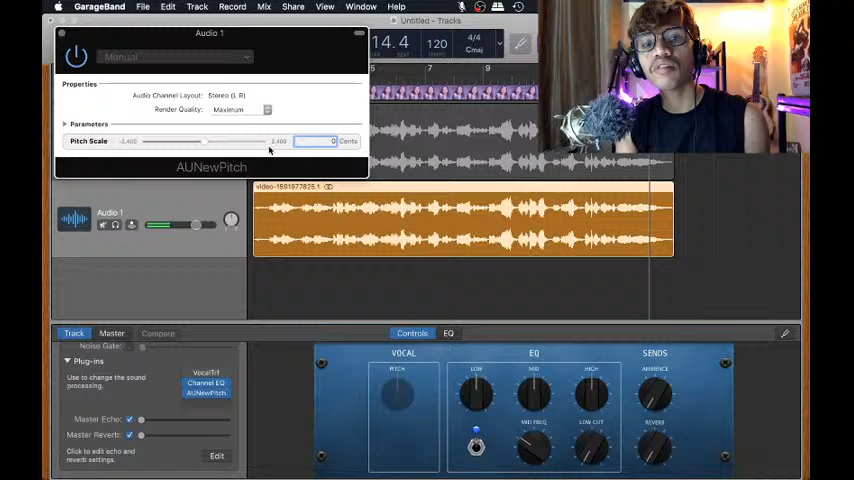 GarageBand File Edit Track Record Mix Share View Window Help
Untitled - Tracks
Audio 1
Manual
14.4 120 4/4 Cmaj
5 7 9
Properties
Audio Channel Layout: Stereo (L R)
Render Quality: Maximum
Parameters
Pitch Scale -2,400 2,400 0 Cents
AUNewPitch
video-1591977825.1
Audio 1
L R
Track Master Compare Controls EQ
Noise Gate:
Plug-ins
Use to change the sound
processing.
VocalTrf
Channel EQ
AUNewPitch
Master Echo:
Master Reverb:
Click to edit echo and
reverb settings.
Edit
VOCAL EQ SENDS
PITCH LOW MID HIGH AMBIENCE
MID FREQ LOW CUT REVERB